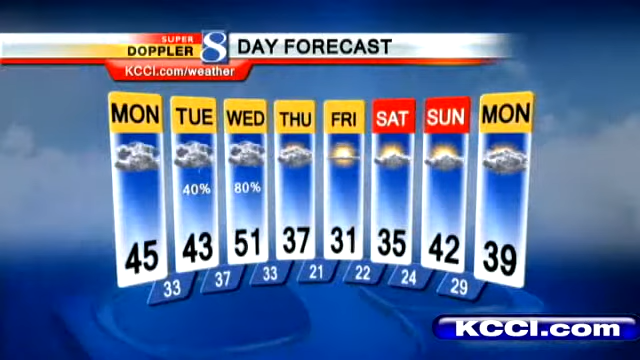 SUPER
DOPPLER 8 DAY FORECAST
KCCI.com/weather
MON TUE WED THU FRI SAT SUN MON
40% 80%
45 43 51 37 31 35 42 39
33 37 33 21 22 24 29
KCCI.com